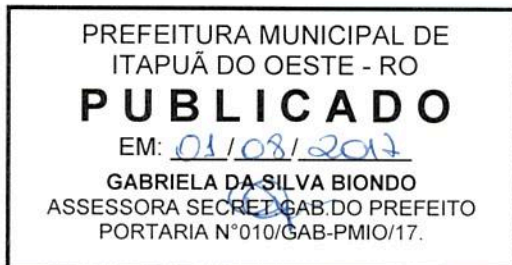 PREFEITURA MUNICIPAL DE
ITAPUÃ DO OESTE - RO
PUBLICADO
EM: 01/08/2017
GABRIELA DA SILVA BIONDO
ASSESSORA SECRET.GAB.DO PREFEITO
PORTARIA N°010/GAB-PMIO/17.